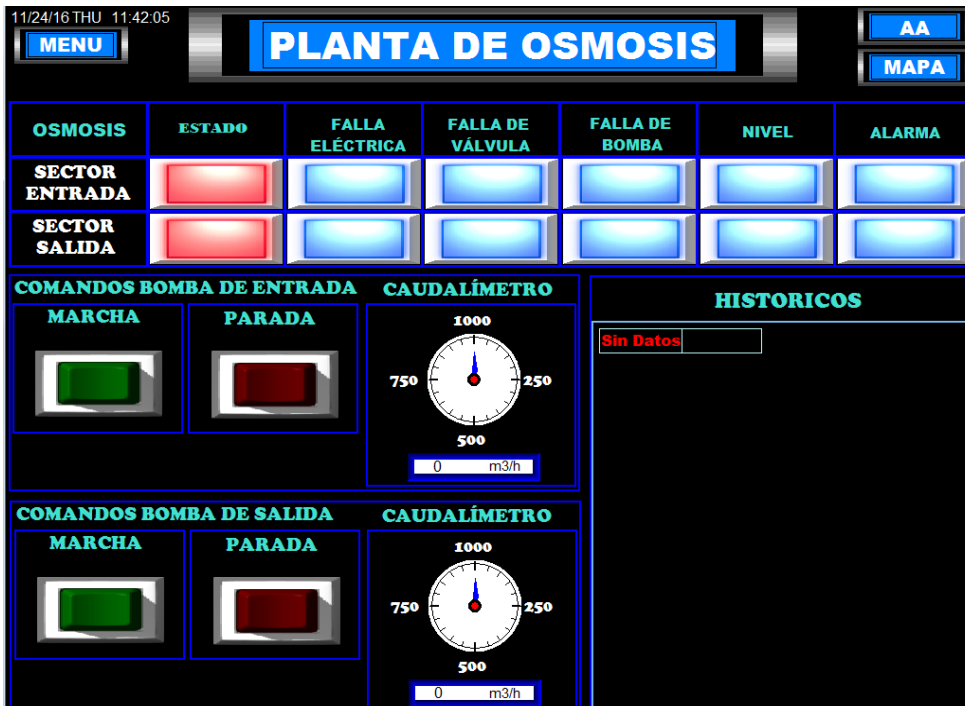 11/24/16 THU 11:42:05
MENU
PLANTA DE OSMOSIS
AA
MAPA
OSMOSIS
ESTADO
FALLA
ELÉCTRICA
FALLA DE
VÁLVULA
FALLA DE
BOMBA
NIVEL
ALARMA
SECTOR
ENTRADA
SECTOR
SALIDA
COMANDOS BOMBA DE ENTRADA
MARCHA
PARADA
CAUDALÍMETRO
1000
750
250
500
0 m3/h
HISTORICOS
Sin Datos
COMANDOS BOMBA DE SALIDA
MARCHA
PARADA
CAUDALÍMETRO
1000
750
250
500
0 m3/h